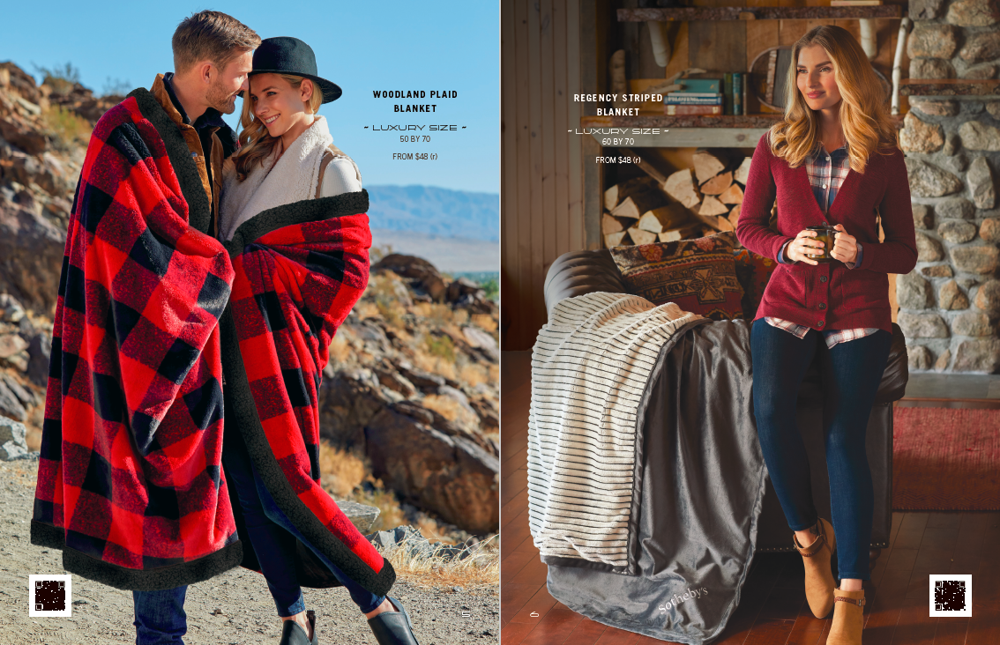 WOODLAND PLAID
BLANKET
- LUXURY SIZE -
50 BY 70
FROM $48 (r)
REGENCY STRIPED
BLANKET
- LUXURY SIZE -
60 BY 70
FROM $48 (r)
Sotheby's